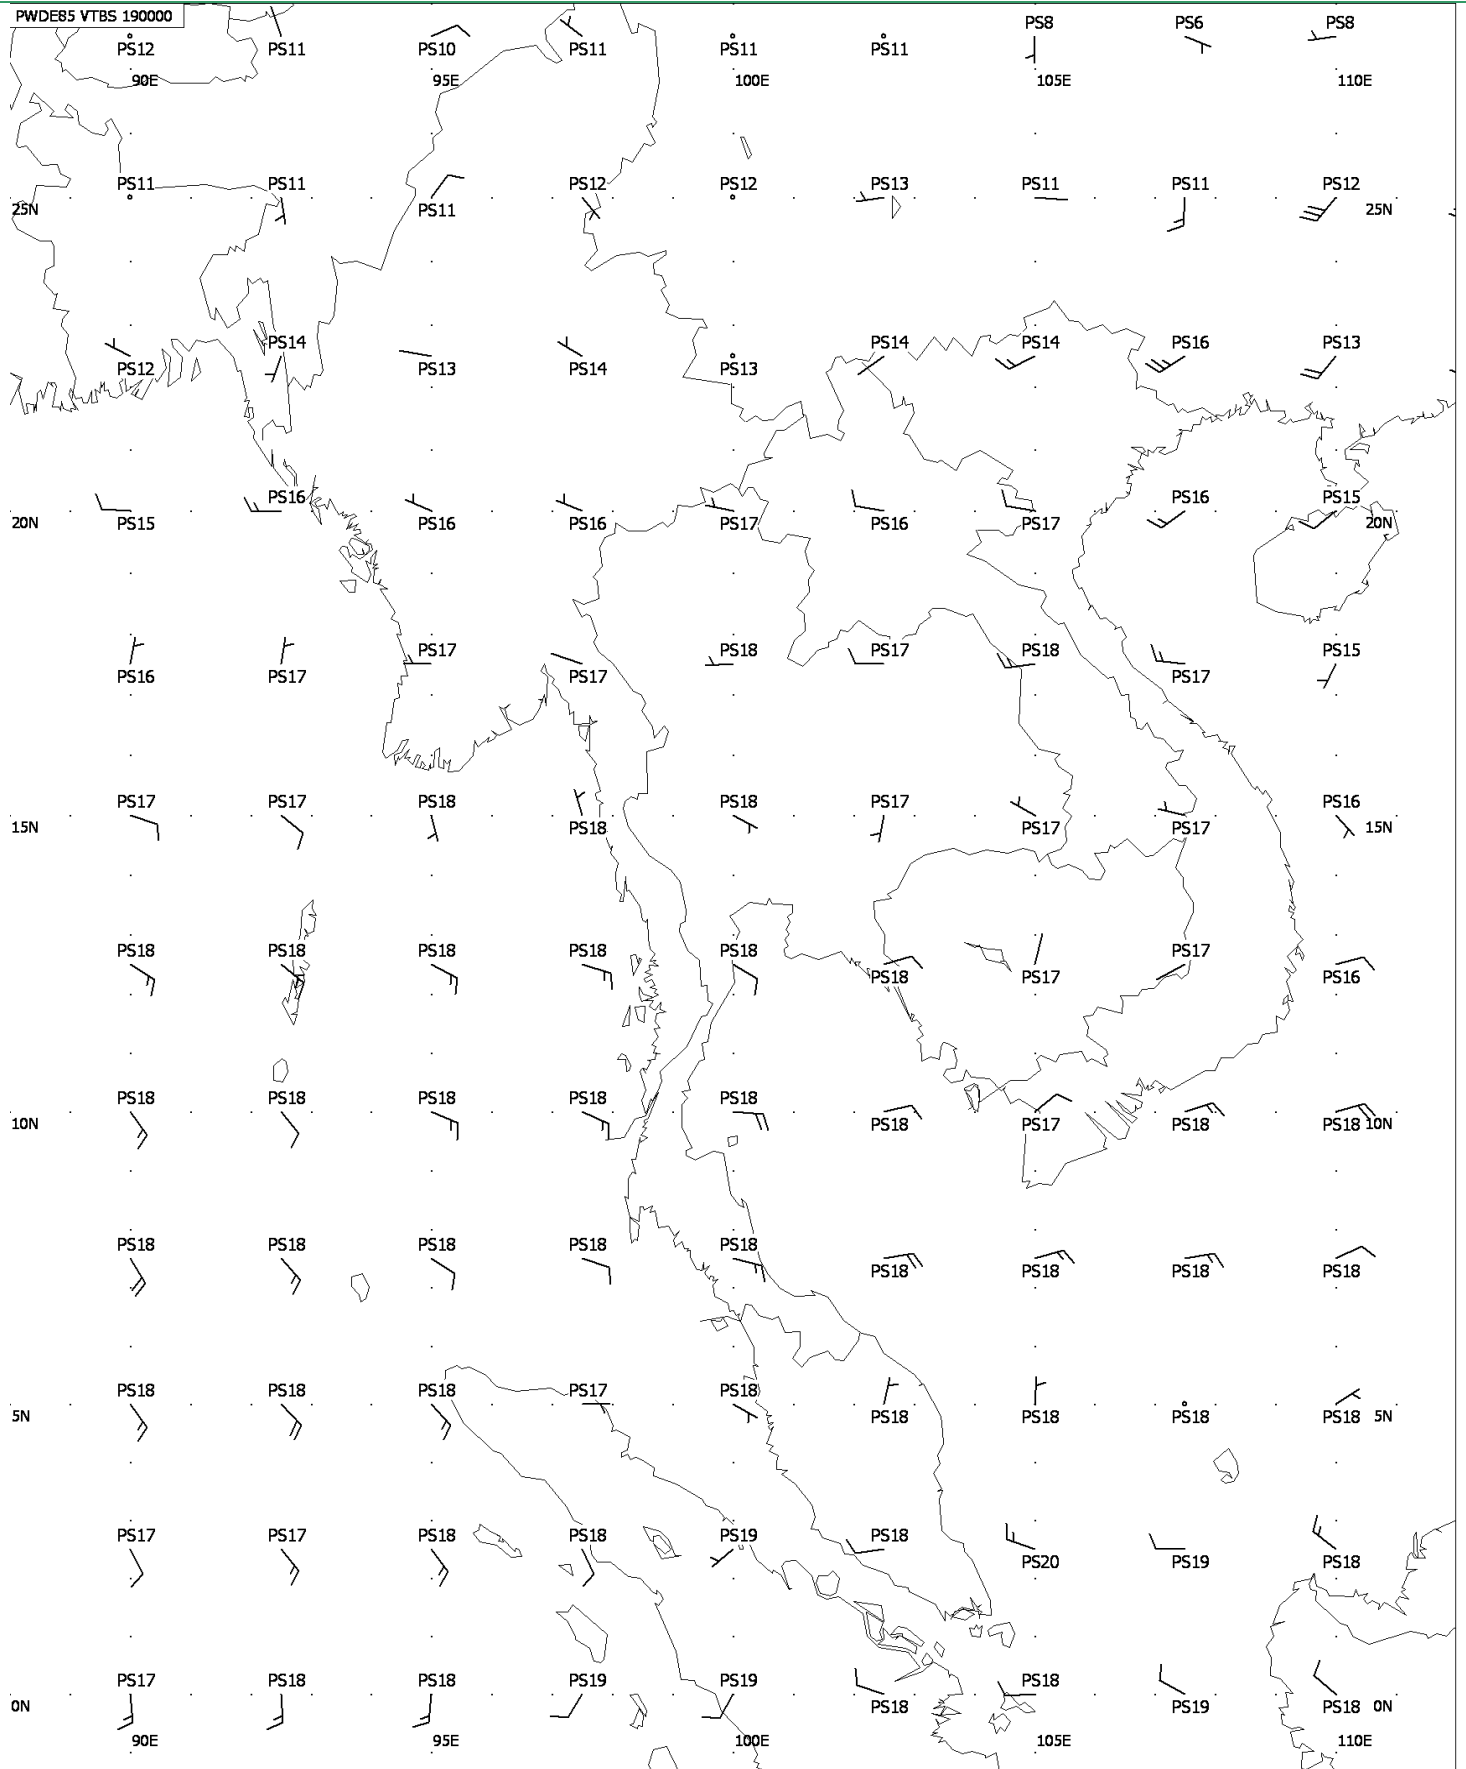 PWDE85 VTBS 190000
PS8 PS6 PS8
PS12 PS11 PS10 PS11 PS11 PS11
90E 95E 100E 105E 110E
PS11 PS11 PS12 PS12 PS13 PS11 PS11 PS12
25N PS11 25N
PS14 PS14 PS14 PS16 PS13
PS12 PS13 PS14 PS13
PS16 PS16 PS15
20N PS15 PS16 PS16 PS17 PS16 PS17 20N
PS17 PS18 PS17 PS18 PS15
PS16 PS17 PS17 PS17
PS17 PS17 PS18 PS18 PS17 PS16
15N PS18 PS17 PS17 15N
PS18 PS18 PS18 PS18 PS18 PS17
PS18 PS17 PS16
PS18 PS18 PS18 PS18 PS18
10N PS18 PS17 PS18 PS18 10N
PS18 PS18 PS18 PS18 PS18
PS18 PS18 PS18 PS18
PS18 PS18 PS18 PS17 PS18
5N PS18 PS18 PS18 PS18 5N
PS17 PS17 PS18 PS18 PS19 PS18
PS20 PS19 PS18
PS17 PS18 PS18 PS19 PS19 PS18
0N PS18 PS19 PS18 0N
90E 95E 100E 105E 110E